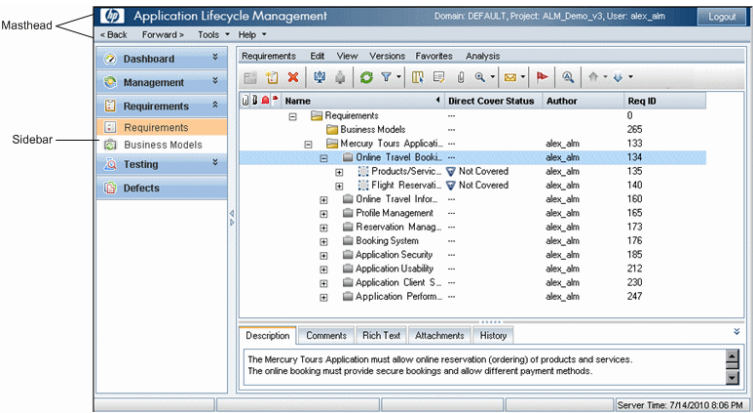 Masthead
Sidebar
hp Application Lifecycle Management Domain: DEFAULT, Project: ALM_Demo_v3, User: alex_alm Logout
< Back Forward > Tools Help
Dashboard
Management
Requirements
Requirements
Business Models
Testing
Defects
Requirements Edit View Versions Favorites Analysis
Name Direct Cover Status Author Req ID
Requirements --- 0
Business Models --- 265
Mercury Tours Applicati... --- alex_alm 133
Online Travel Booki... --- alex_alm 134
Products/Servic... Not Covered alex_alm 135
Flight Reservati... Not Covered alex_alm 140
Online Travel Infor... --- alex_alm 160
Profile Management --- alex_alm 165
Reservation Manag... --- alex_alm 173
Booking System --- alex_alm 176
Application Security --- alex_alm 185
Application Usability --- alex_alm 212
Application Client S... --- alex_alm 230
Application Perform... --- alex_alm 247
Description Comments Rich Text Attachments History
The Mercury Tours Application must allow online reservation (ordering) of products and services.
The online booking must provide secure bookings and allow different payment methods.
Server Time: 7/14/2010 8:06 PM